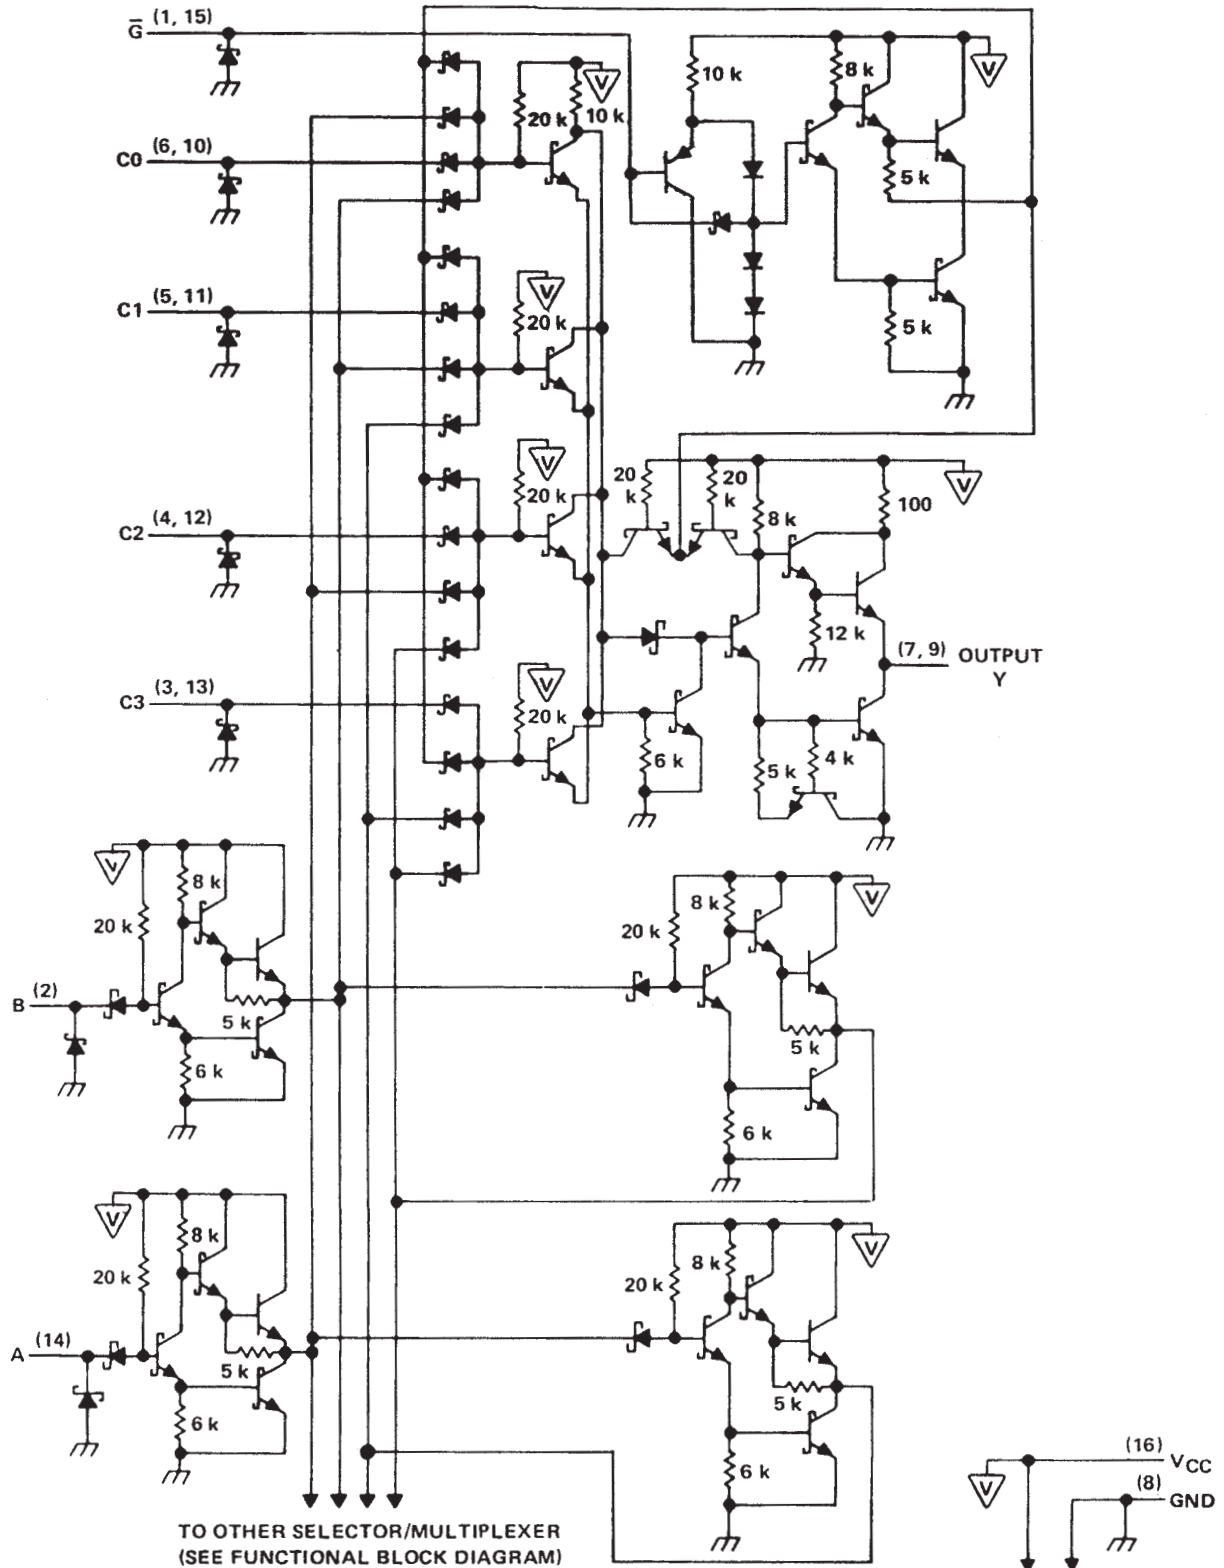 G (1, 15)
V
10 k
8 k
V
20 k
10 k
C0 (6, 10)
5 k
V
C1 (5, 11)
20 k
5 k
V
20 k
20 k
V
20 k
8 k
100
C2 (4, 12)
12 k
(7, 9) OUTPUT
Y
V
C3 (3, 13)
20 k
6 k
5 k
4 k
V
8 k
20 k
V
8 k
20 k
B (2)
5 k
5 k
6 k
6 k
V
8 k
20 k
V
8 k
20 k
A (14)
5 k
5 k
6 k
6 k
(16) VCC
V
(8) GND
TO OTHER SELECTOR/MULTIPLEXER
(SEE FUNCTIONAL BLOCK DIAGRAM)